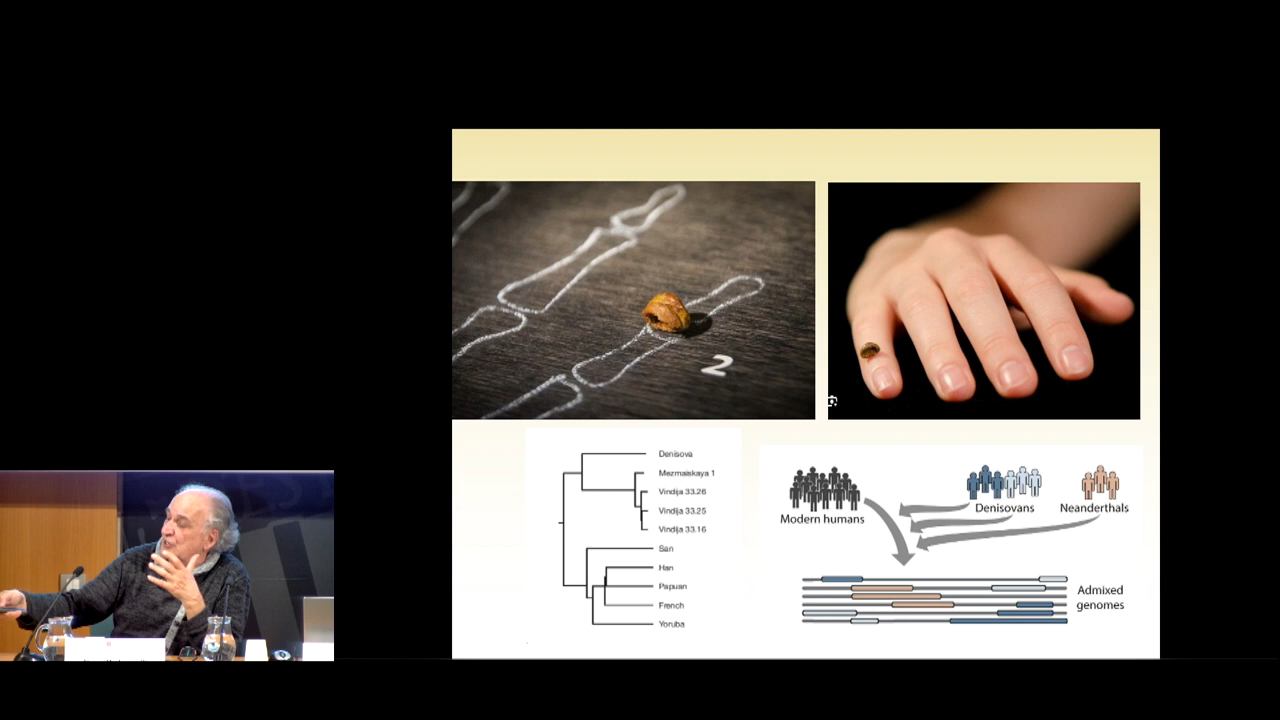 2
Denisova
Mezmaiskaya 1
Vindija 33.26
Vindija 33.25
Vindija 33.16
San
Han
Papuan
French
Yoruba
Modern humans
Denisovans
Neanderthals
Admixed
genomes